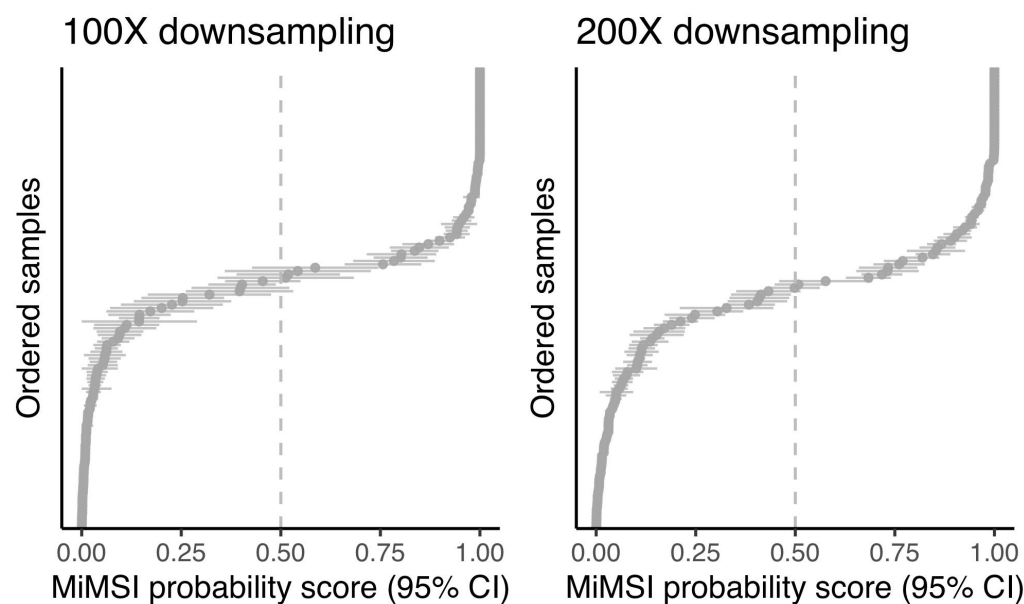 100X downsampling
Ordered samples
0.00 0.25 0.50 0.75 1.00
MiMSI probability score (95% CI)
200X downsampling
Ordered samples
0.00 0.25 0.50 0.75 1.00
MiMSI probability score (95% CI)